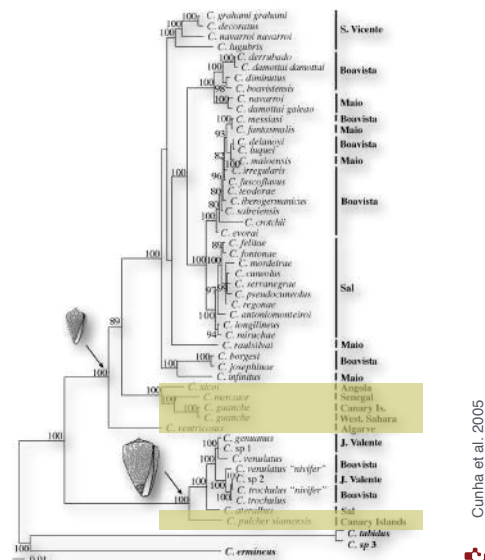 C. grahami grahami
C. decoratus
C. navarroi navarroi
C. lugubris
S. Vicente
C. derrubado
C. damottai damottai
C. diminutus
C. boavistensis
Boavista
C. navarroi
C. damottai galeao
Maio
C. messiasi
Boavista
C. fantasmalis
Maio
C. delanoyi
C. luquei
Boavista
C. maioensis
Maio
C. irregularis
C. fuscoflavus
C. teodorae
C. iberogermanicus
C. salreiensis
C. crotchii
C. evorai
Boavista
C. felitae
C. fontonae
C. mordeirae
C. cuneolus
C. serranegrae
C. pseudocuneolus
C. regonae
C. antoniomonteiroi
C. longilineus
C. miruchae
Sal
C. raulsilvai
Maio
C. borgesi
C. josephinae
Boavista
C. infinitus
Maio
C. xicoi
Angola
C. mercator
Senegal
C. guanche
Canary Is.
C. guanche
West. Sahara
C. ventricosus
Algarve
C. genuanus
C. sp 1
J. Valente
C. venulatus
C. venulatus "nivifer"
Boavista
C. sp 2
J. Valente
C. trochulus "nivifer"
C. trochulus
Boavista
C. ateralbus
Sal
C. pulcher siamensis
Canary Islands
C. tabidus
C. sp 3
C. ermineus
100
89
0.01
Cunha et al. 2005